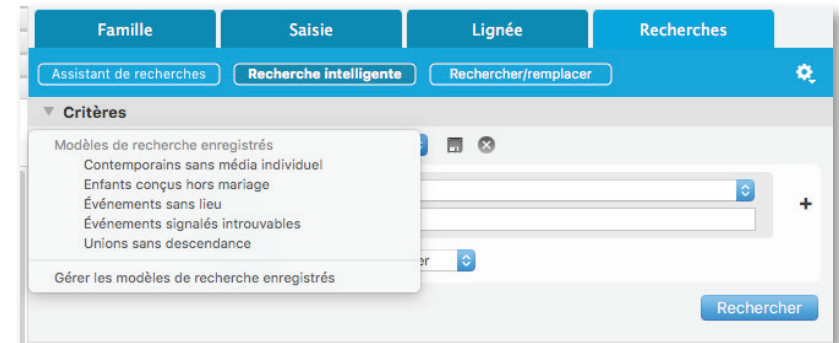 Famille Saisie Lignée Recherches
Assistant de recherches Recherche intelligente Rechercher/remplacer
Critères
Modèles de recherche enregistrés
Contemporains sans média individuel
Enfants conçus hors mariage
Événements sans lieu
Événements signalés introuvables
Unions sans descendance
er
Gérer les modèles de recherche enregistrés
Rechercher